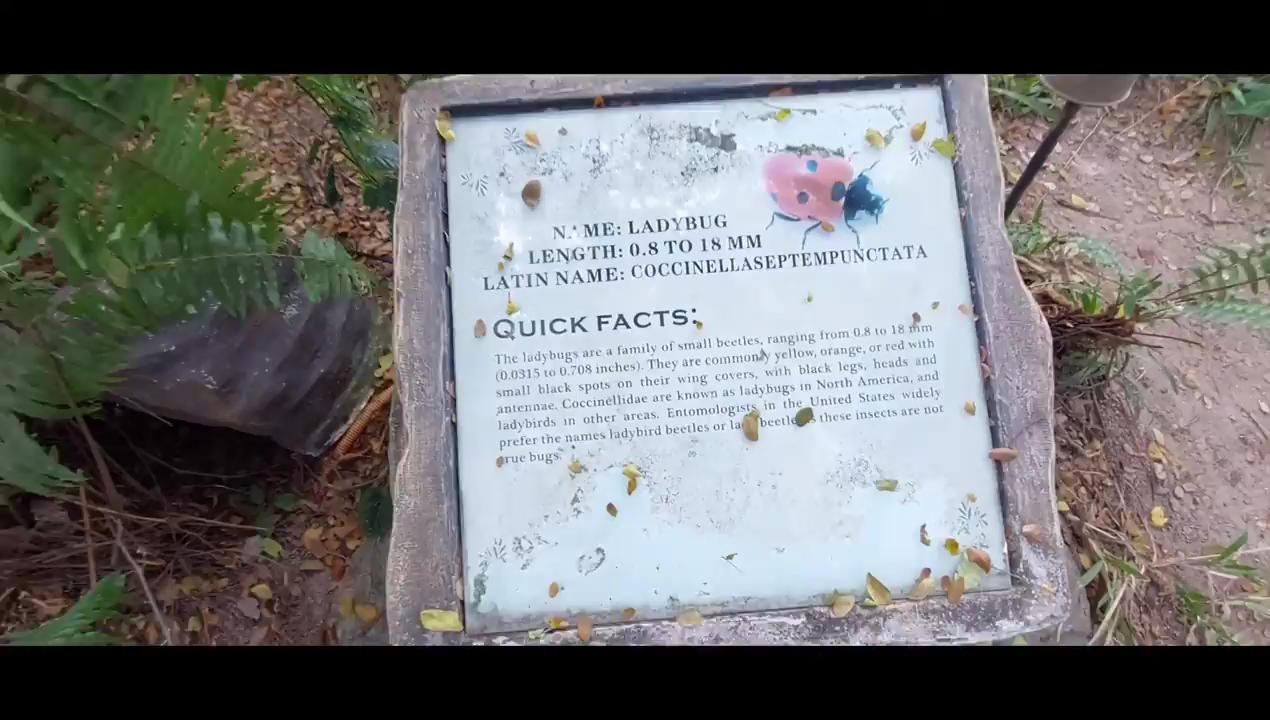 NAME: LADYBUG
LENGTH: 0.8 TO 18 MM
LATIN NAME: COCCINELLASEPTEMPUNCTATA
QUICK FACTS:
The ladybugs are a family of small beetles, ranging from 0.8 to 18 mm
(0.0315 to 0.708 inches). They are commonly yellow, orange, or red with
small black spots on their wing covers, with black legs, heads and
antennae. Coccinellidae are known as ladybugs in North America, and
ladybirds in other areas. Entomologists in the United States widely
prefer the names ladybird beetles or lady beetles as these insects are not
true bugs.